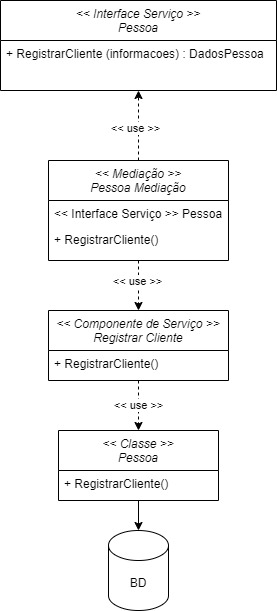 << Interface Serviço >>
Pessoa
+ RegistrarCliente (informacoes) : DadosPessoa
<< use >>
<< Mediação >>
Pessoa Mediação
<< Interface Serviço >> Pessoa
+ RegistrarCliente()
<< use >>
<< Componente de Serviço >>
Registrar Cliente
+ RegistrarCliente()
<< use >>
<< Classe >>
Pessoa
+ RegistrarCliente()
BD